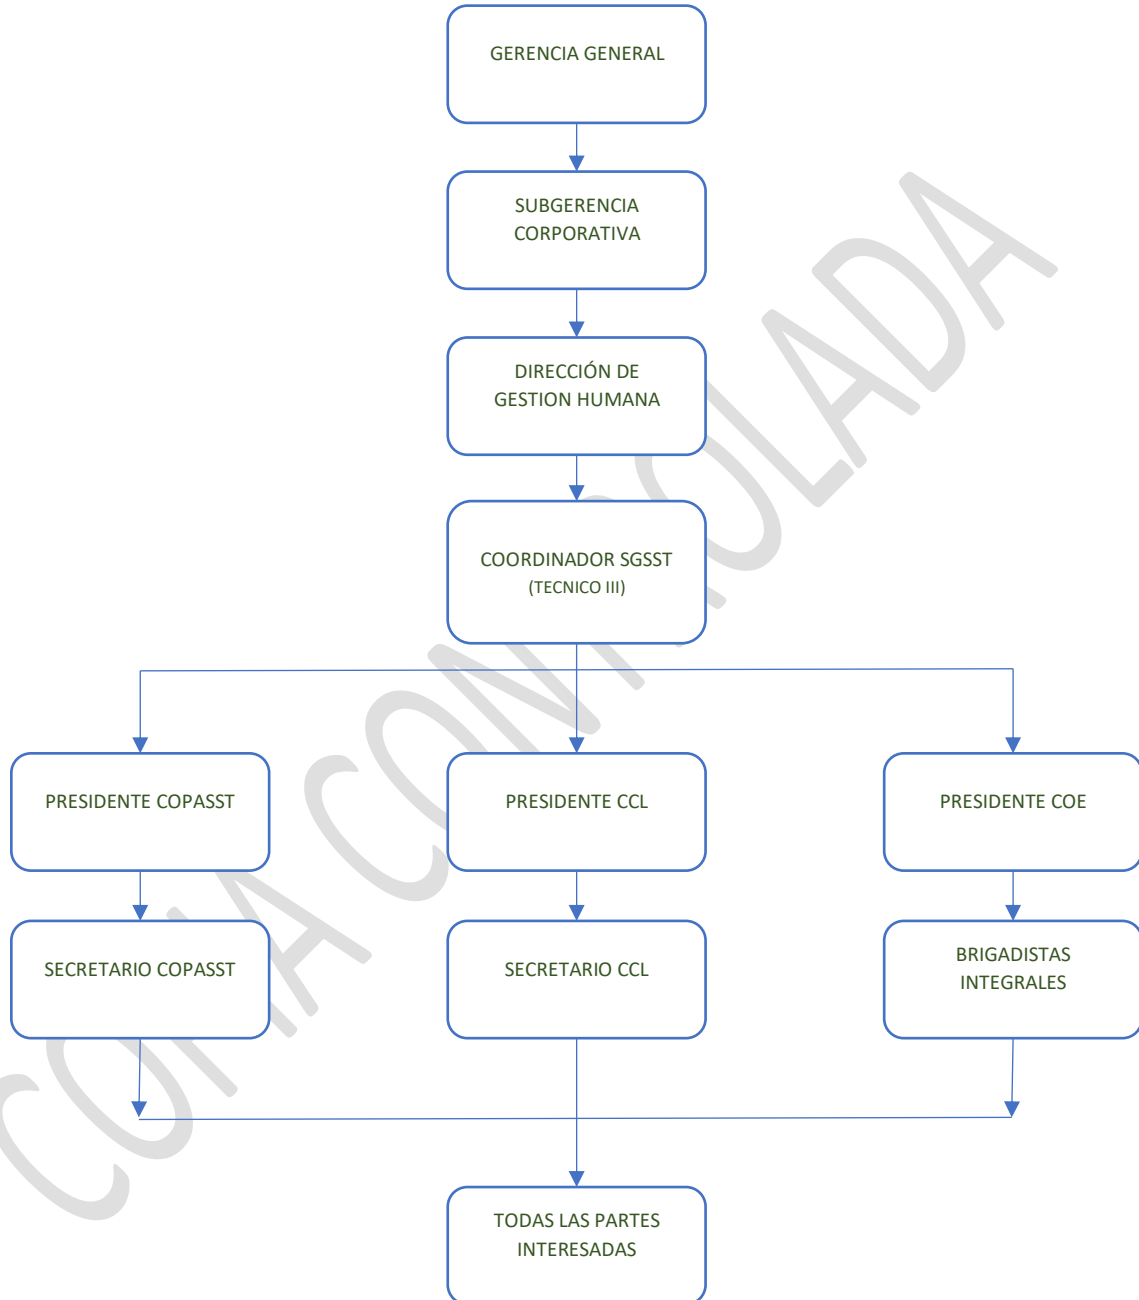 GERENCIA GENERAL
SUBGERENCIA
CORPORATIVA
DIRECCIÓN DE
GESTION HUMANA
COORDINADOR SGSST
(TECNICO III)
PRESIDENTE COPASST
PRESIDENTE CCL
PRESIDENTE COE
SECRETARIO COPASST
SECRETARIO CCL
BRIGADISTAS
INTEGRALES
TODAS LAS PARTES
INTERESADAS
COPIA CONTROLADA